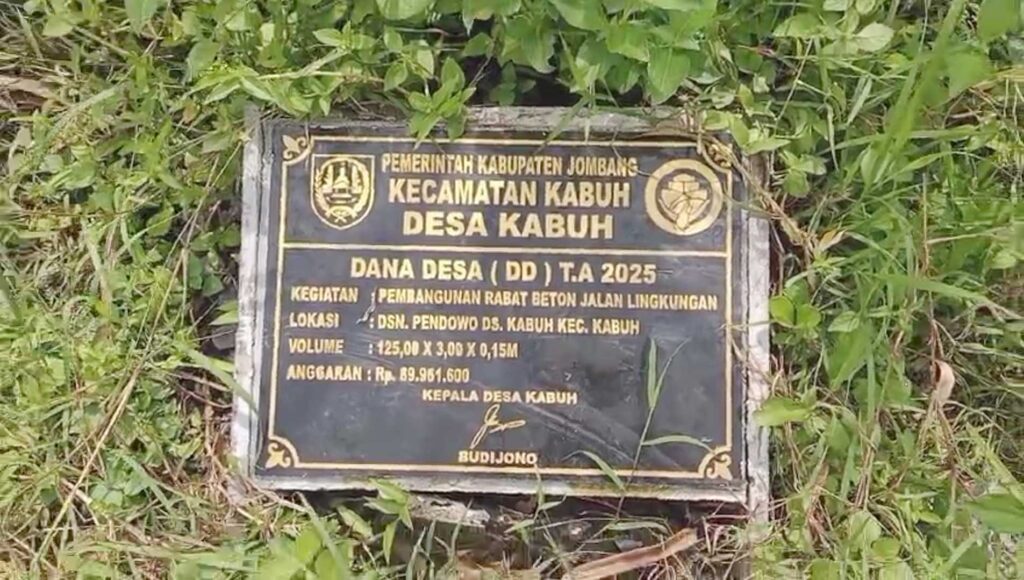 PEMERINTAH KABUPATEN JOMBANG
KECAMATAN KABUH
DESA KABUH
DANA DESA ( DD ) T.A 2025
KEGIATAN : PEMBANGUNAN RABAT BETON JALAN LINGKUNGAN
LOKASI : DSN. PENDOWO DS. KABUH KEC. KABUH
VOLUME : 125,00 X 3,00 X 0,15M
ANGGARAN : Rp. 89.961.600
KEPALA DESA KABUH
BUDIJONO